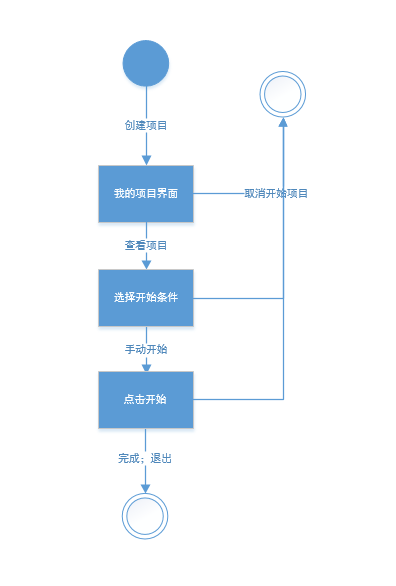 创建项目
我的项目界面
取消开始项目
查看项目
选择开始条件
手动开始
点击开始
完成；退出